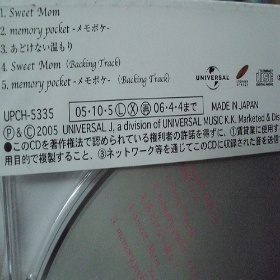 1. Sweet Mom
2. memory pocket -メモポケ-
3. あどけない温もり
4. Sweet Mom (Backing Track)
5. memory pocket -メモポケ- (Backing Track)
UNIVERSAL
UPCH-5335
05・10・5 Ⓛ Ⓧ 再 06・4・4まで
MADE IN JAPAN
Ⓟ & Ⓒ 2005 UNIVERSAL J, a division of UNIVERSAL MUSIC K.K. Marketed & Dis
●このCDを著作権法で認められている権利者の許諾を得ずに、①賃貸業に使用す
用目的で複製すること、③ネットワーク等を通じてこのCDに収録された音を送信で